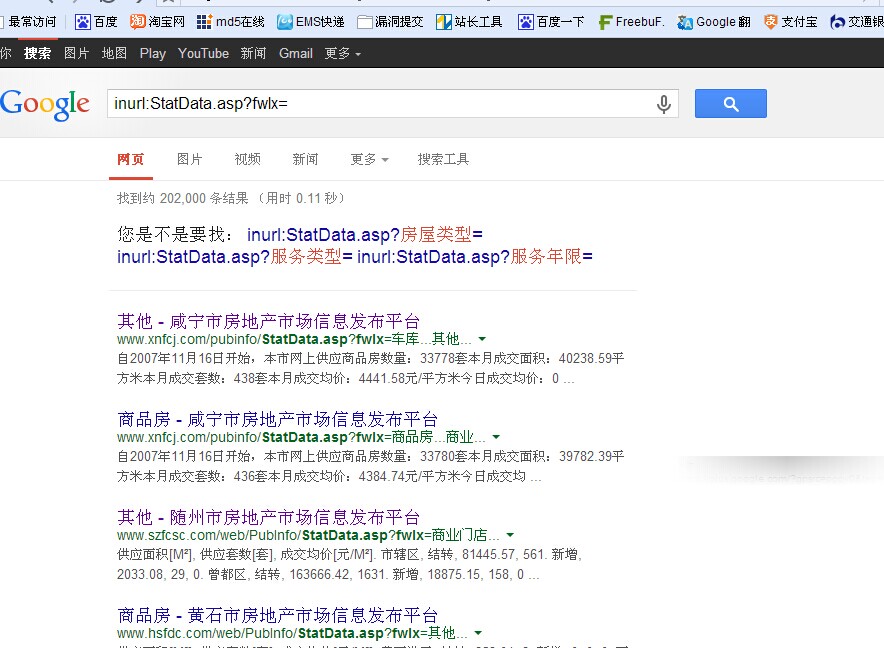 最常访问 百度 淘宝网 md5在线 EMS快递 漏洞提交 站长工具 百度一下 FreebuF. Google 翻 支付宝 交通银
你 搜索 图片 地图 Play YouTube 新闻 Gmail 更多
Google inurl:StatData.asp?fwlx=
网页 图片 视频 新闻 更多 搜索工具
找到约 202,000 条结果 （用时 0.11 秒）
您是不是要找： inurl:StatData.asp?房屋类型=
inurl:StatData.asp?服务类型= inurl:StatData.asp?服务年限=
其他 - 咸宁市房地产市场信息发布平台
www.xnfcj.com/pubinfo/StatData.asp?fwlx=车库...其他...
自2007年11月16日开始，本市网上供应商品房数量：33778套本月成交面积：40238.59平
方米本月成交套数：438套本月成交均价：4441.58元/平方米今日成交均价：0 ...
商品房 - 咸宁市房地产市场信息发布平台
www.xnfcj.com/pubinfo/StatData.asp?fwlx=商品房...商业...
自2007年11月16日开始，本市网上供应商品房数量：33780套本月成交面积：39782.39平
方米本月成交套数：436套本月成交均价：4384.74元/平方米今日成交均 ...
其他 - 随州市房地产市场信息发布平台
www.szfcsc.com/web/PubInfo/StatData.asp?fwlx=商业门店...
供应面积[M²], 供应套数[套], 成交均价[元/M²]. 市辖区, 结转, 81445.57, 561. 新增,
2033.08, 29, 0. 曾都区, 结转, 163666.42, 1631. 新增, 18875.15, 158, 0 ...
商品房 - 黄石市房地产市场信息发布平台
www.hsfdc.com/web/PubInfo/StatData.asp?fwlx=其他...